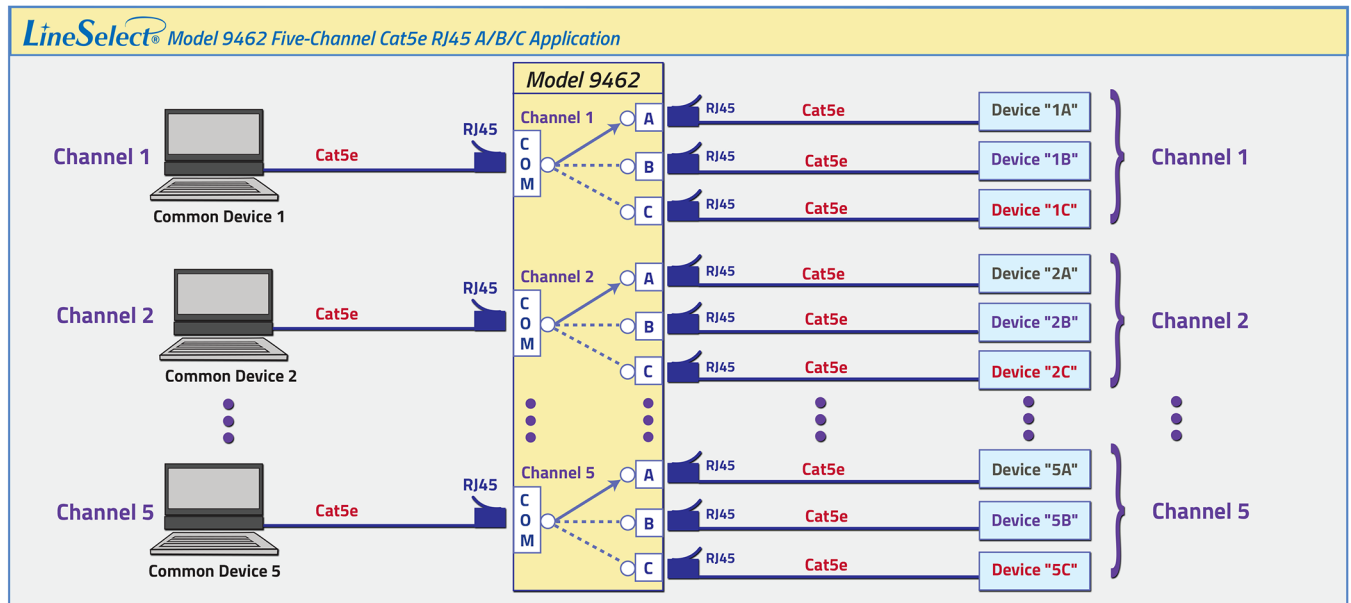 LineSelect® Model 9462 Five-Channel Cat5e RJ45 A/B/C Application
Model 9462
Channel 1
Common Device 1
Cat5e
RJ45
COM
Channel 1
A
RJ45
Cat5e
Device "1A"
B
RJ45
Cat5e
Device "1B"
C
RJ45
Cat5e
Device "1C"
Channel 1
Channel 2
Common Device 2
Cat5e
RJ45
COM
Channel 2
A
RJ45
Cat5e
Device "2A"
B
RJ45
Cat5e
Device "2B"
C
RJ45
Cat5e
Device "2C"
Channel 2
Channel 5
Common Device 5
Cat5e
RJ45
COM
Channel 5
A
RJ45
Cat5e
Device "5A"
B
RJ45
Cat5e
Device "5B"
C
RJ45
Cat5e
Device "5C"
Channel 5